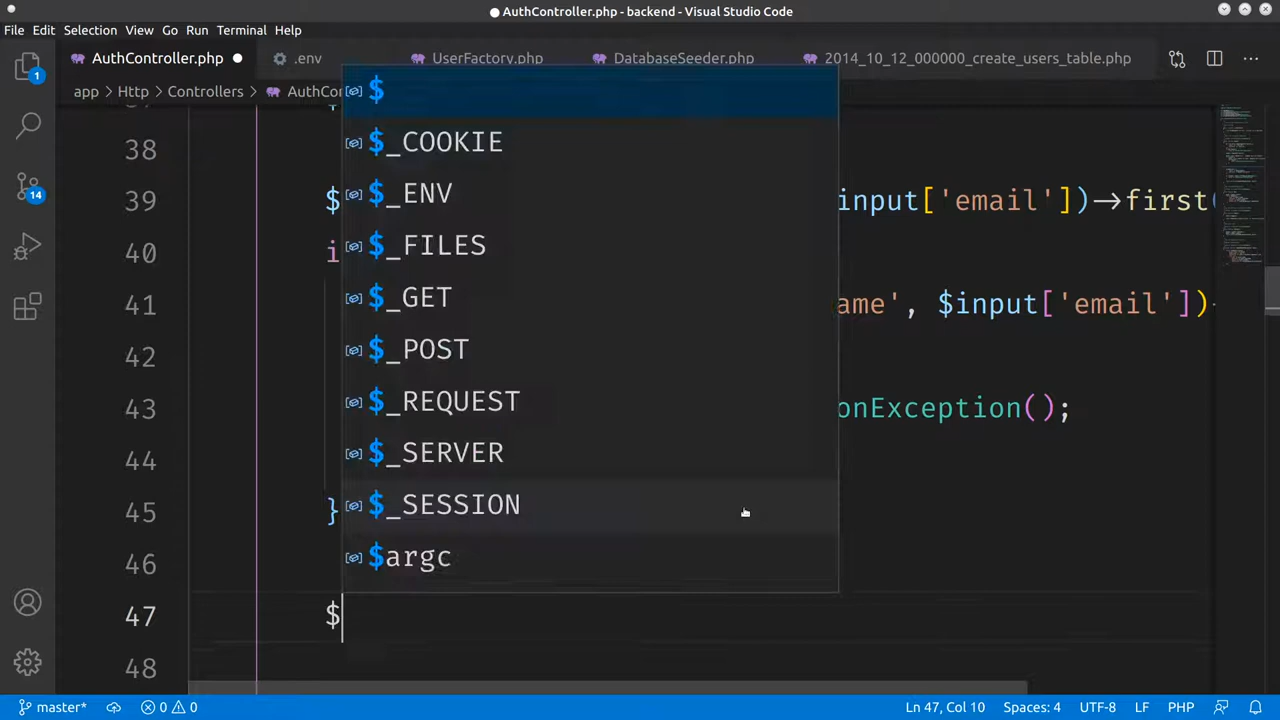 AuthController.php - backend - Visual Studio Code
File Edit Selection View Go Run Terminal Help
AuthController.php .env UserFactory.php DatabaseSeeder.php 2014_10_12_000000_create_users_table.php
1
app > Http > Controllers > AuthCon
$
$_COOKIE
38
$_ENV
39 $ input['email'])→first(
$_FILES
40 i
14
$_GET
41 ame', $input['email'])
$_POST
42
$_REQUEST
43 onException();
$_SERVER
44
$_SESSION
45 }
$argc
46
47 $
48
master* 0 0 Ln 47, Col 10 Spaces: 4 UTF-8 LF PHP